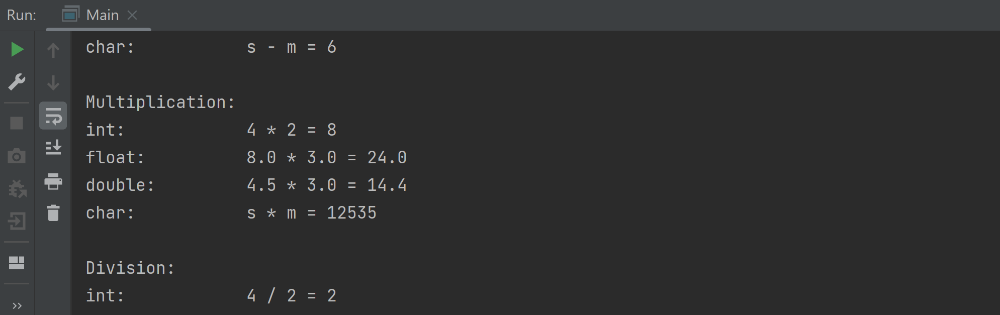 Run: Main
char: s - m = 6
Multiplication:
int: 4 * 2 = 8
float: 8.0 * 3.0 = 24.0
double: 4.5 * 3.0 = 14.4
char: s * m = 12535
Division:
int: 4 / 2 = 2